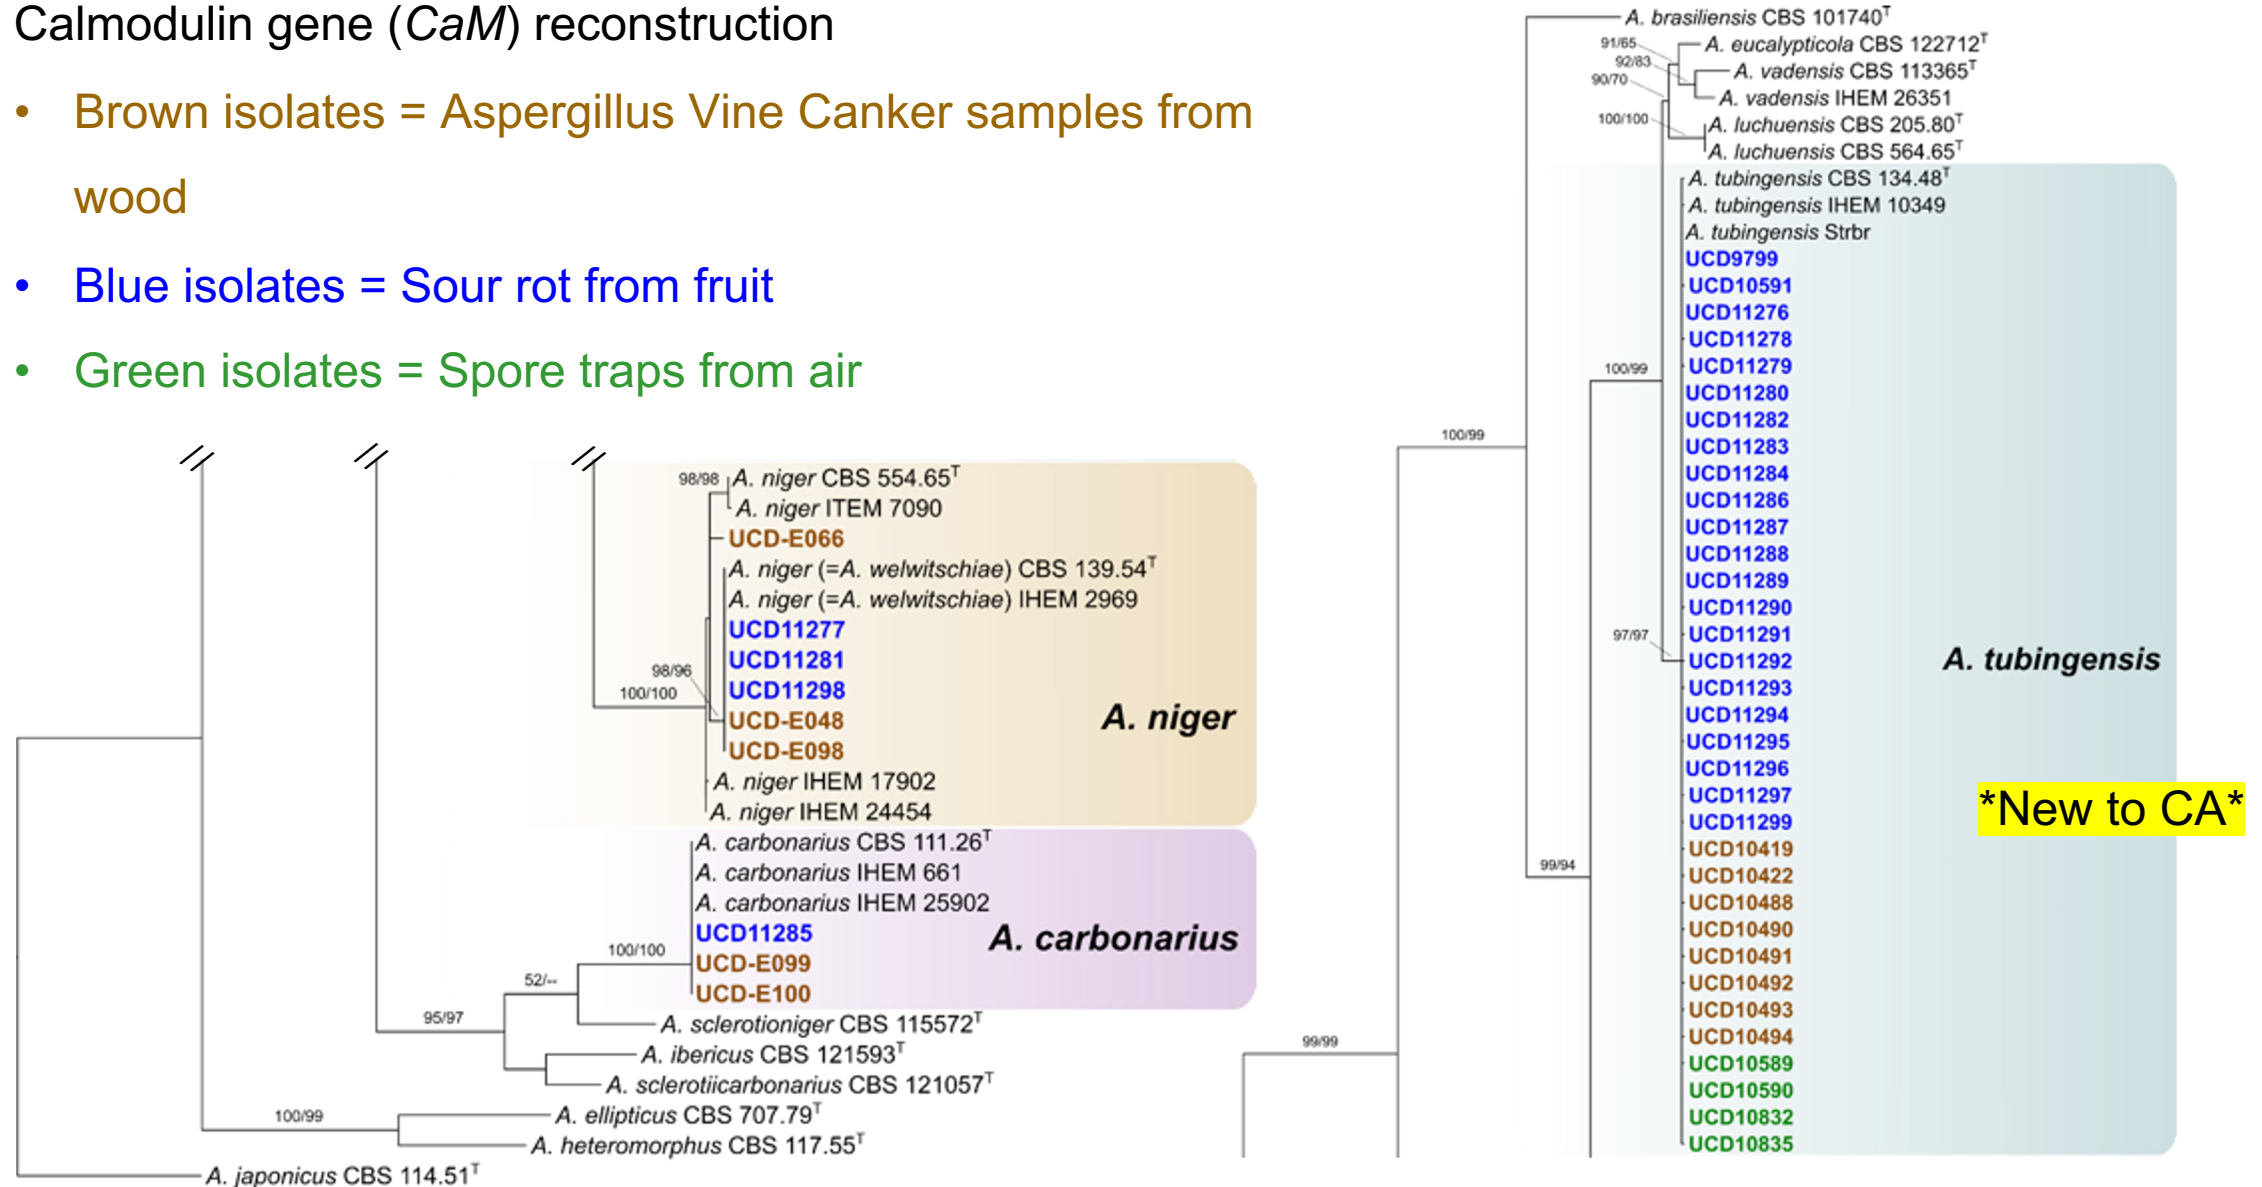 Calmodulin gene (CaM) reconstruction
• Brown isolates = Aspergillus Vine Canker samples from
wood
• Blue isolates = Sour rot from fruit
• Green isolates = Spore traps from air
98/98
A. niger CBS 554.65T
A. niger ITEM 7090
UCD-E066
A. niger (=A. welwitschiae) CBS 139.54T
A. niger (=A. welwitschiae) IHEM 2969
UCD11277
UCD11281
98/96
100/100
UCD11298
UCD-E048
A. niger
UCD-E098
A. niger IHEM 17902
A. niger IHEM 24454
A. carbonarius CBS 111.26T
A. carbonarius IHEM 661
A. carbonarius IHEM 25902
UCD11285
A. carbonarius
100/100
UCD-E099
52/--
UCD-E100
95/97
A. sclerotioniger CBS 115572T
A. ibericus CBS 121593T
A. sclerotiicarbonarius CBS 121057T
100/99
A. ellipticus CBS 707.79T
A. heteromorphus CBS 117.55T
A. japonicus CBS 114.51T
A. brasiliensis CBS 101740T
91/65
A. eucalypticola CBS 122712T
92/83
A. vadensis CBS 113365T
90/70
A. vadensis IHEM 26351
100/100
A. luchuensis CBS 205.80T
A. luchuensis CBS 564.65T
A. tubingensis CBS 134.48T
A. tubingensis IHEM 10349
A. tubingensis Strbr
UCD9799
UCD10591
UCD11276
UCD11278
100/99
UCD11279
UCD11280
UCD11282
100/99
UCD11283
UCD11284
UCD11286
UCD11287
UCD11288
UCD11289
UCD11290
97/97
UCD11291
UCD11292
A. tubingensis
UCD11293
UCD11294
UCD11295
UCD11296
UCD11297
*New to CA*
UCD11299
UCD10419
99/94
UCD10422
UCD10488
UCD10490
UCD10491
UCD10492
UCD10493
99/99
UCD10494
UCD10589
UCD10590
UCD10832
UCD10835